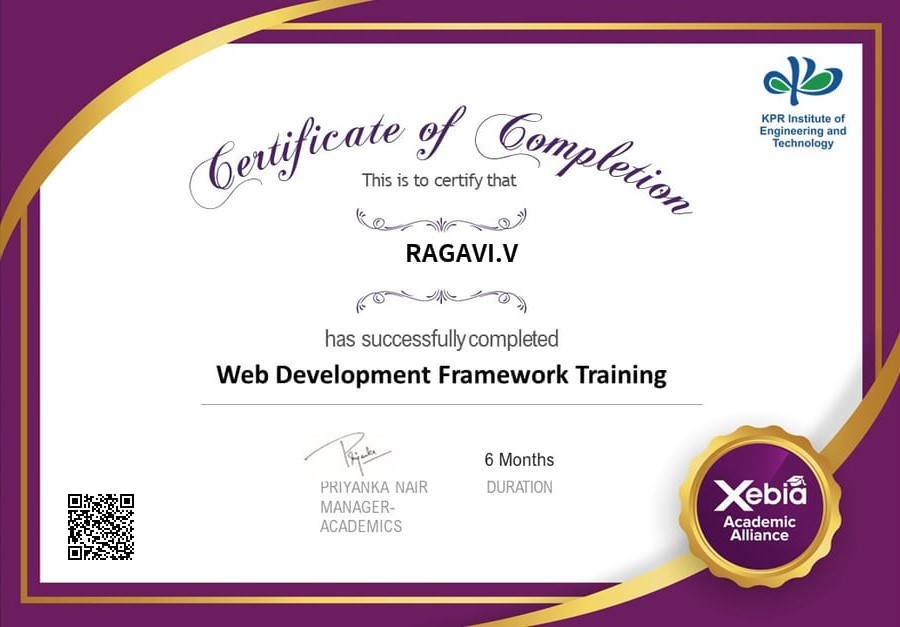 Certificate of Completion
KPR Institute of
Engineering and
Technology
This is to certify that
RAGAVI.V
has successfully completed
Web Development Framework Training
Priyanka
6 Months
PRIYANKA NAIR
DURATION
MANAGER-
ACADEMICS
Xebia
Academic
Alliance